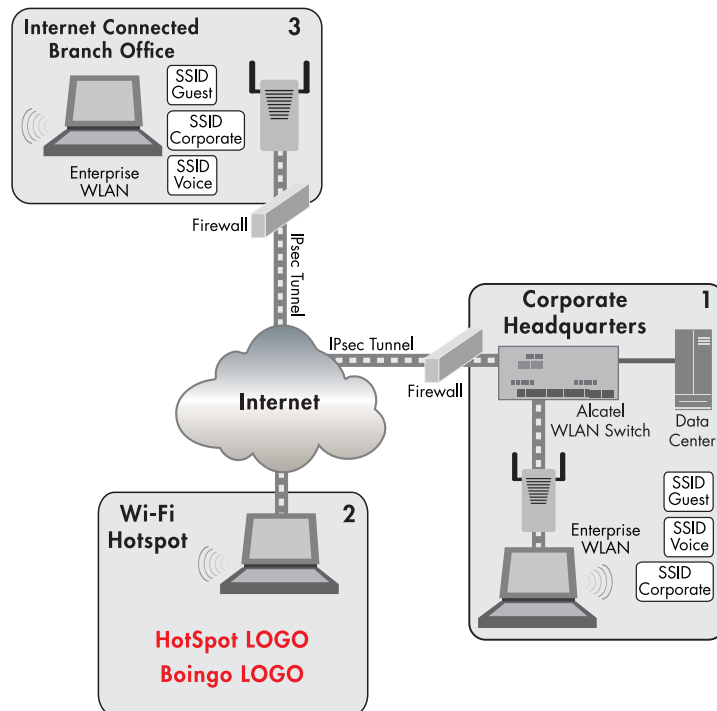 Internet Connected
Branch Office
3
SSID
Guest
SSID
Corporate
SSID
Voice
Enterprise
WLAN
Firewall
IPsec Tunnel
Corporate
Headquarters
1
IPsec Tunnel
Firewall
Internet
Alcatel
WLAN Switch
Data
Center
SSID
Guest
Enterprise
WLAN
SSID
Voice
SSID
Corporate
Wi-Fi
Hotspot
2
HotSpot LOGO
Boingo LOGO